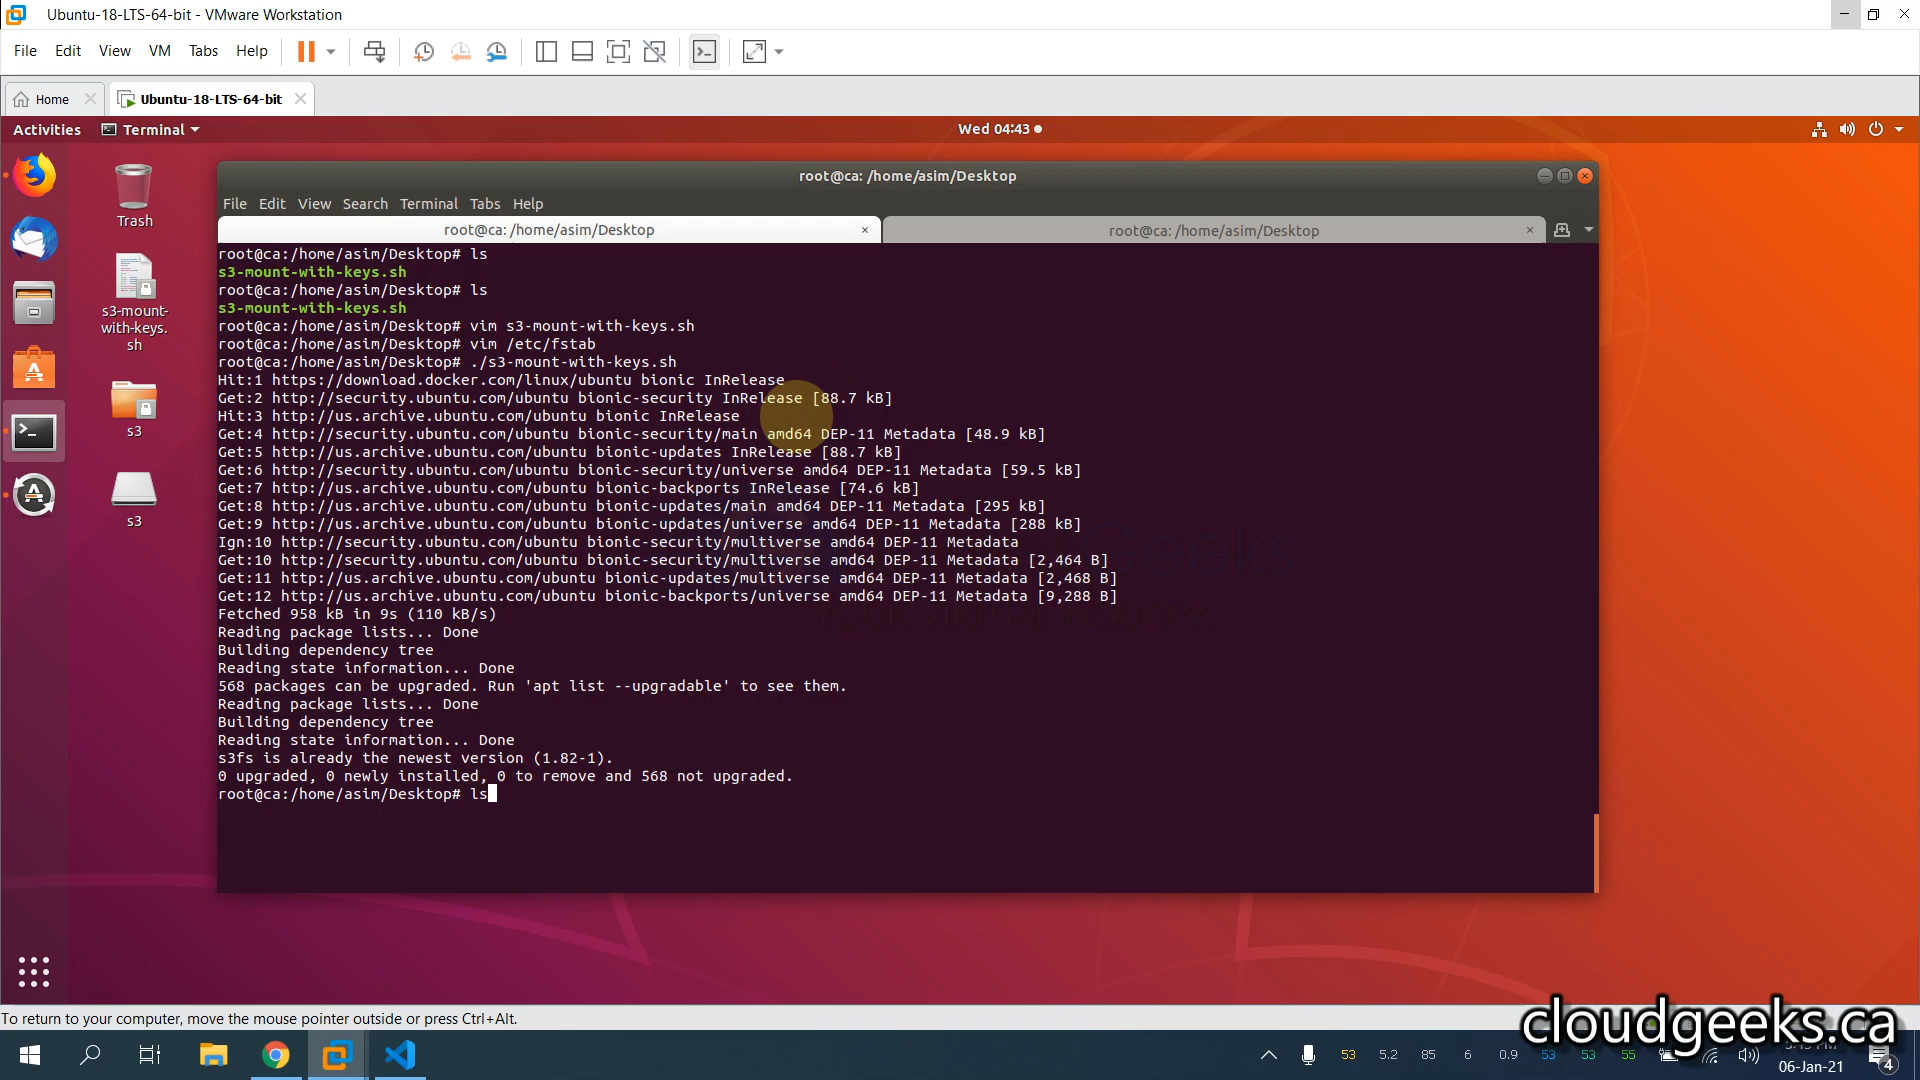 Ubuntu-18-LTS-64-bit - VMware Workstation
File Edit View VM Tabs Help
Home
Ubuntu-18-LTS-64-bit
Activities
Terminal
Wed 04:43
Trash
s3-mount-
with-keys.
sh
s3
s3
root@ca: /home/asim/Desktop
File Edit View Search Terminal Tabs Help
root@ca: /home/asim/Desktop
root@ca: /home/asim/Desktop
root@ca:/home/asim/Desktop# ls
s3-mount-with-keys.sh
root@ca:/home/asim/Desktop# ls
s3-mount-with-keys.sh
root@ca:/home/asim/Desktop# vim s3-mount-with-keys.sh
root@ca:/home/asim/Desktop# vim /etc/fstab
root@ca:/home/asim/Desktop# ./s3-mount-with-keys.sh
Hit:1 https://download.docker.com/linux/ubuntu bionic InRelease
Get:2 http://security.ubuntu.com/ubuntu bionic-security InRelease [88.7 kB]
Hit:3 http://us.archive.ubuntu.com/ubuntu bionic InRelease
Get:4 http://security.ubuntu.com/ubuntu bionic-security/main amd64 DEP-11 Metadata [48.9 kB]
Get:5 http://us.archive.ubuntu.com/ubuntu bionic-updates InRelease [88.7 kB]
Get:6 http://security.ubuntu.com/ubuntu bionic-security/universe amd64 DEP-11 Metadata [59.5 kB]
Get:7 http://us.archive.ubuntu.com/ubuntu bionic-backports InRelease [74.6 kB]
Get:8 http://us.archive.ubuntu.com/ubuntu bionic-updates/main amd64 DEP-11 Metadata [295 kB]
Get:9 http://us.archive.ubuntu.com/ubuntu bionic-updates/universe amd64 DEP-11 Metadata [288 kB]
Ign:10 http://security.ubuntu.com/ubuntu bionic-security/multiverse amd64 DEP-11 Metadata
Get:10 http://security.ubuntu.com/ubuntu bionic-security/multiverse amd64 DEP-11 Metadata [2,464 B]
Get:11 http://us.archive.ubuntu.com/ubuntu bionic-updates/multiverse amd64 DEP-11 Metadata [2,468 B]
Get:12 http://us.archive.ubuntu.com/ubuntu bionic-backports/universe amd64 DEP-11 Metadata [9,288 B]
Fetched 958 kB in 9s (110 kB/s)
Reading package lists... Done
Building dependency tree
Reading state information... Done
568 packages can be upgraded. Run 'apt list --upgradable' to see them.
Reading package lists... Done
Building dependency tree
Reading state information... Done
s3fs is already the newest version (1.82-1).
0 upgraded, 0 newly installed, 0 to remove and 568 not upgraded.
root@ca:/home/asim/Desktop# ls
Geeks
YOUR VIRTUAL FORTRESS
To return to your computer, move the mouse pointer outside or press Ctrl+Alt.
cloudgeeks.ca
53 5.2 85 6 0.9 53 53 55
06-Jan-21
4